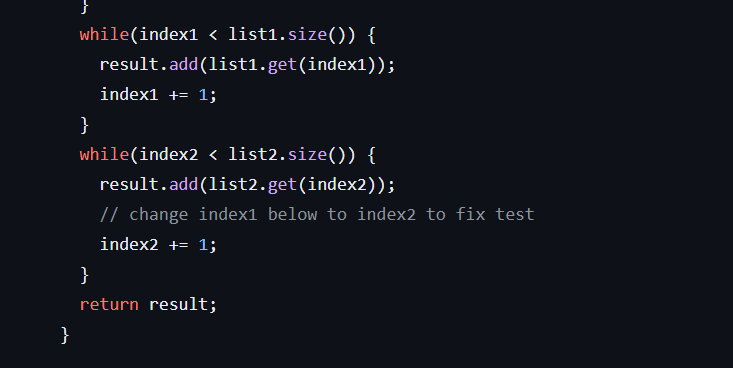 }
while(index1 < list1.size()) {
result.add(list1.get(index1));
index1 += 1;
}
while(index2 < list2.size()) {
result.add(list2.get(index2));
// change index1 below to index2 to fix test
index2 += 1;
}
return result;
}